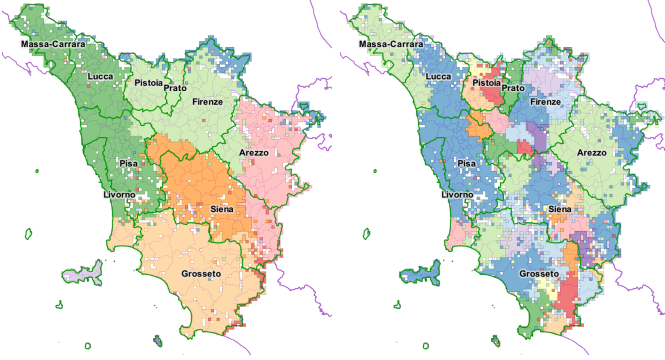 Massa-Carrara
Lucca
Pistoia
Prato
Firenze
Arezzo
Pisa
Livorno
Siena
Grosseto
Massa-Carrara
Lucca
Pistoia
Prato
Firenze
Arezzo
Pisa
Livorno
Siena
Grosseto